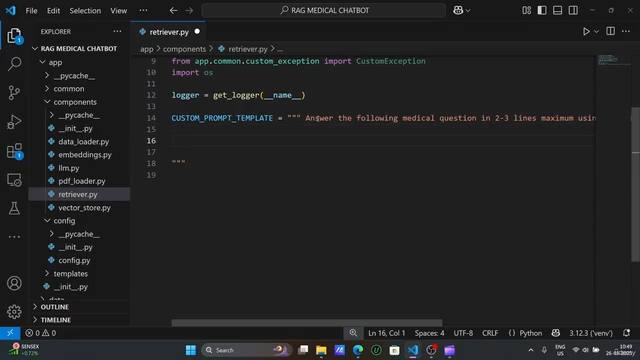 File Edit Selection View
RAG MEDICAL CHATBOT
EXPLORER
RAG MEDICAL CHATBOT
app
__pycache__
common
components
__pycache__
__init__.py
data_loader.py
embeddings.py
llm.py
pdf_loader.py
retriever.py
vector_store.py
config
__pycache__
__init__.py
config.py
templates
__init__.py
data
OUTLINE
TIMELINE
retriever.py
app > components > retriever.py > ...
9 from app.common.custom_exception import CustomException
10 import os
11
12 logger = get_logger(__name__)
13
14 CUSTOM_PROMPT_TEMPLATE = """ Answer the following medical question in 2-3 lines maximum usin
15
16
17
18 """
19
0 0
Ln 16, Col 1 Spaces: 4 UTF-8 CRLF {} Python 3.12.3 ('venv')
SENSEX
+0.72%
Search
ENG
US
10:49